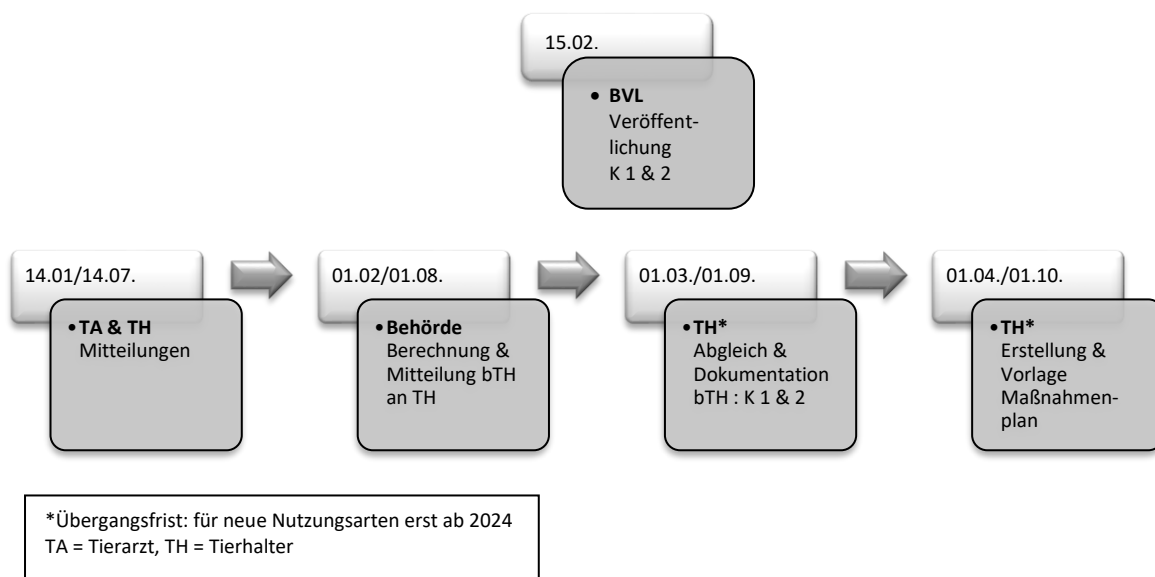 15.02.
• BVL
Veröffent-
lichung
K 1 & 2
14.01/14.07.
• TA & TH
Mitteilungen
01.02/01.08.
• Behörde
Berechnung &
Mitteilung bTH
an TH
01.03./01.09.
• TH*
Abgleich &
Dokumentation
bTH : K 1 & 2
01.04./01.10.
• TH*
Erstellung &
Vorlage
Maßnahmen-
plan
*Übergangsfrist: für neue Nutzungsarten erst ab 2024
TA = Tierarzt, TH = Tierhalter